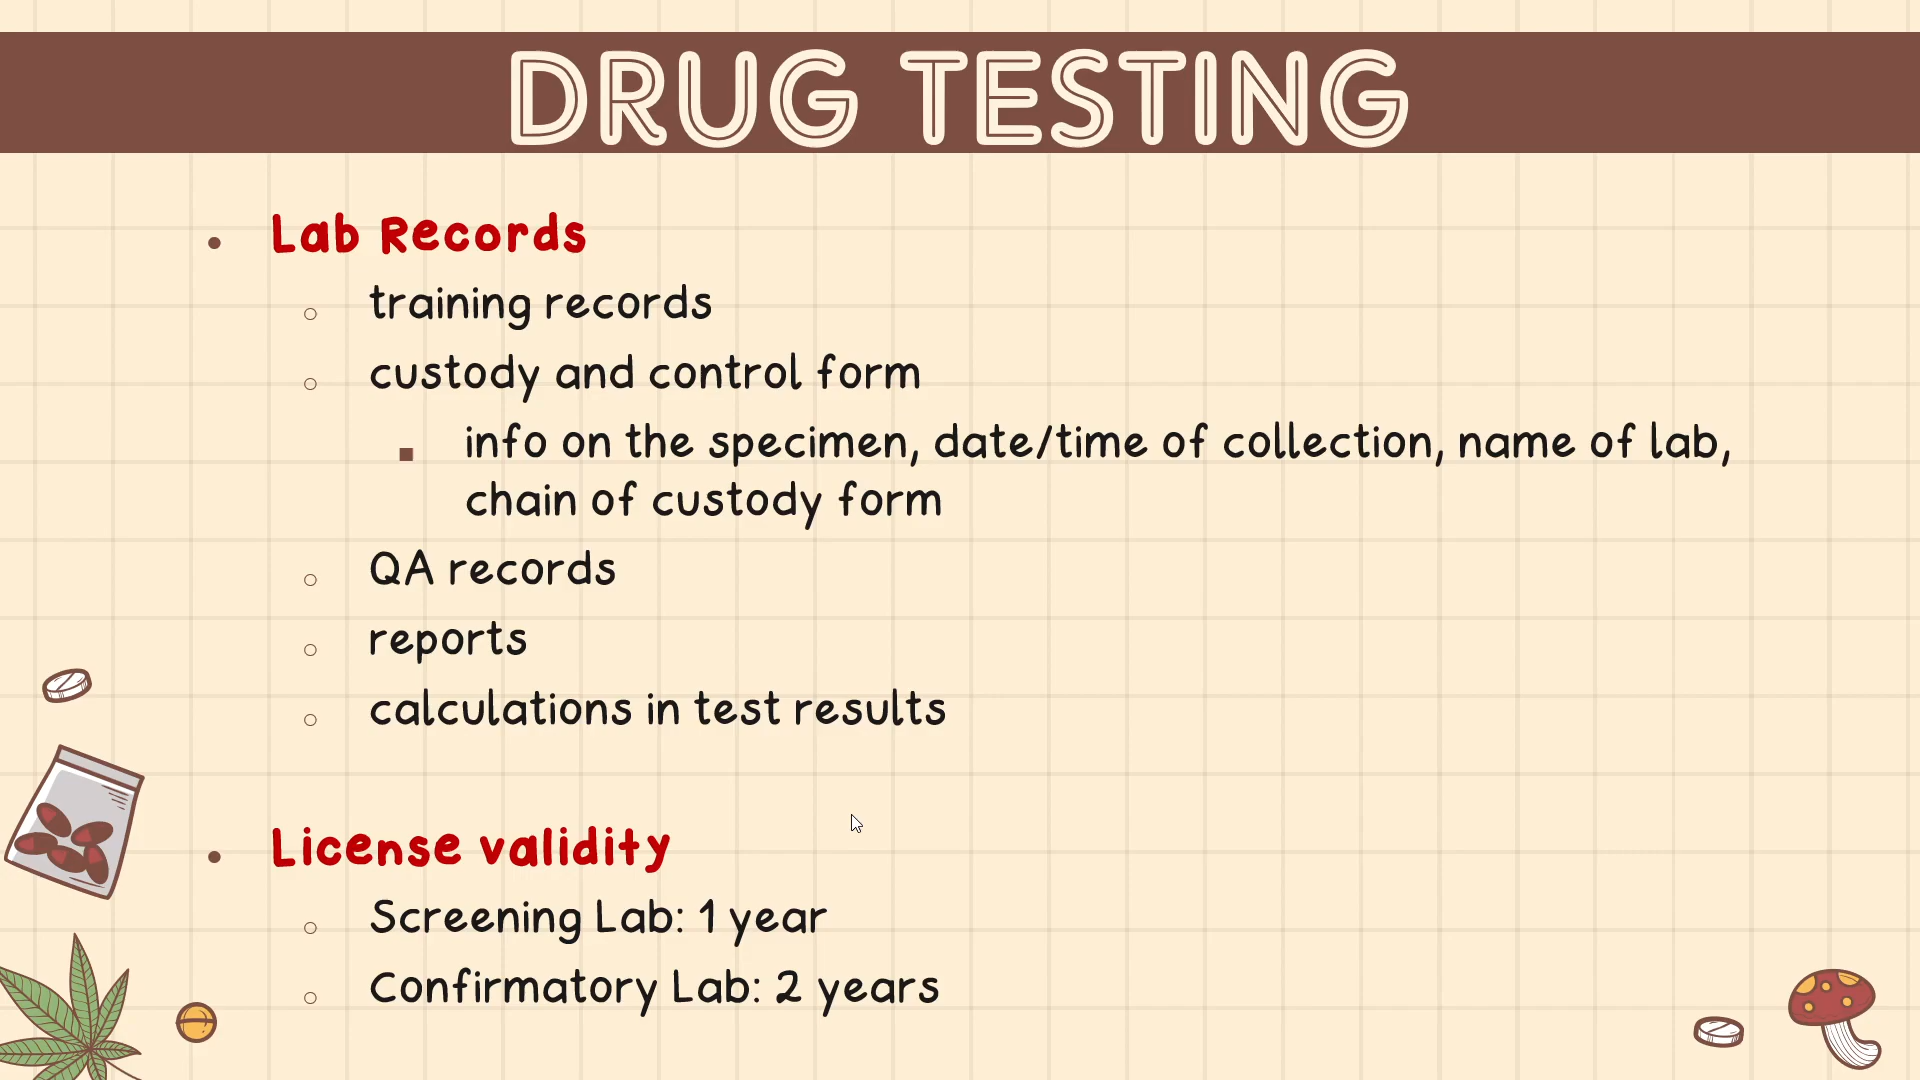 DRUG TESTING
Lab Records
training records
custody and control form
info on the specimen, date/time of collection, name of lab,
chain of custody form
QA records
reports
calculations in test results
License validity
Screening Lab: 1 year
Confirmatory Lab: 2 years